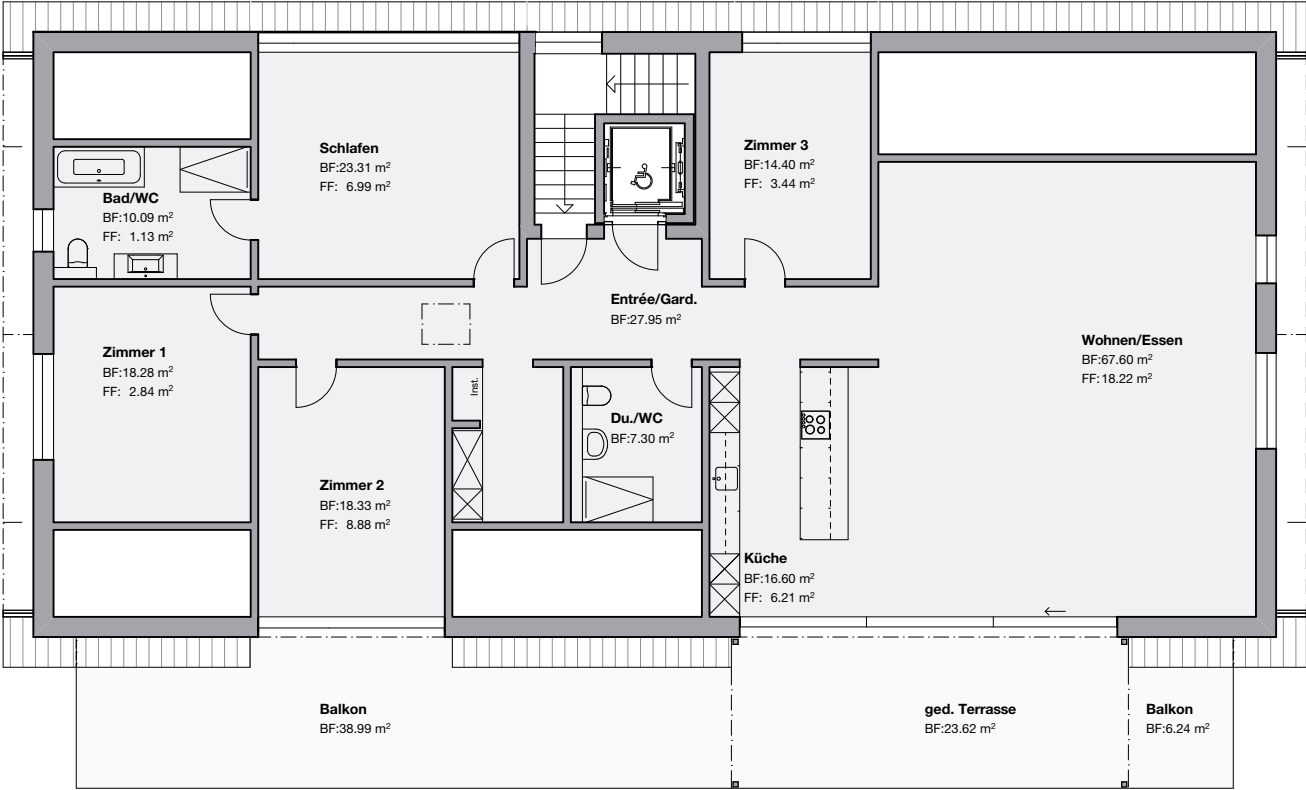 Schlafen
BF:23.31 m²
FF: 6.99 m²
Zimmer 3
BF:14.40 m²
FF: 3.44 m²
Bad/WC
BF:10.09 m²
FF: 1.13 m²
Entrée/Gard.
BF:27.95 m²
Wohnen/Essen
BF:67.60 m²
FF:18.22 m²
Zimmer 1
BF:18.28 m²
FF: 2.84 m²
Inst.
Du./WC
BF:7.30 m²
Zimmer 2
BF:18.33 m²
FF: 8.88 m²
Küche
BF:16.60 m²
FF: 6.21 m²
Balkon
BF:38.99 m²
ged. Terrasse
BF:23.62 m²
Balkon
BF:6.24 m²